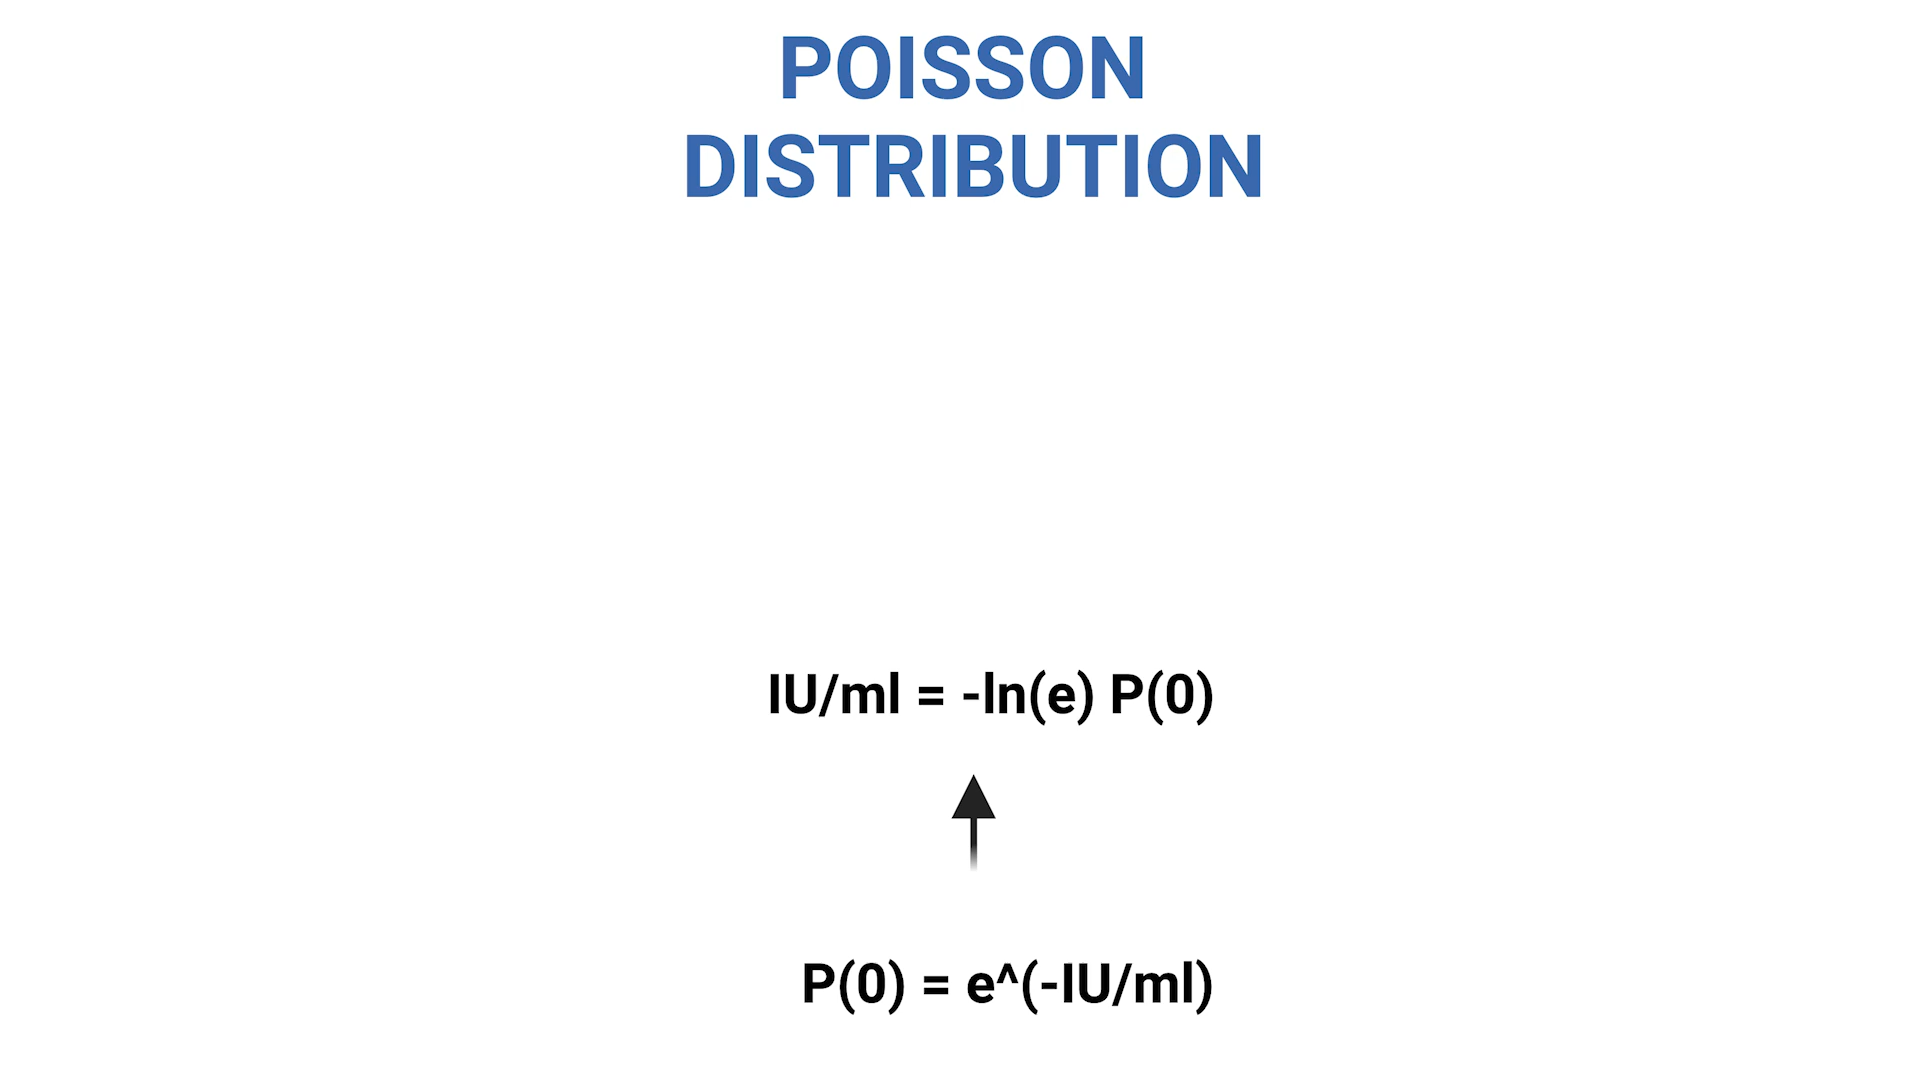 POISSON
DISTRIBUTION
IU/ml = -ln(e) P(0)
P(0) = e^(-IU/ml)